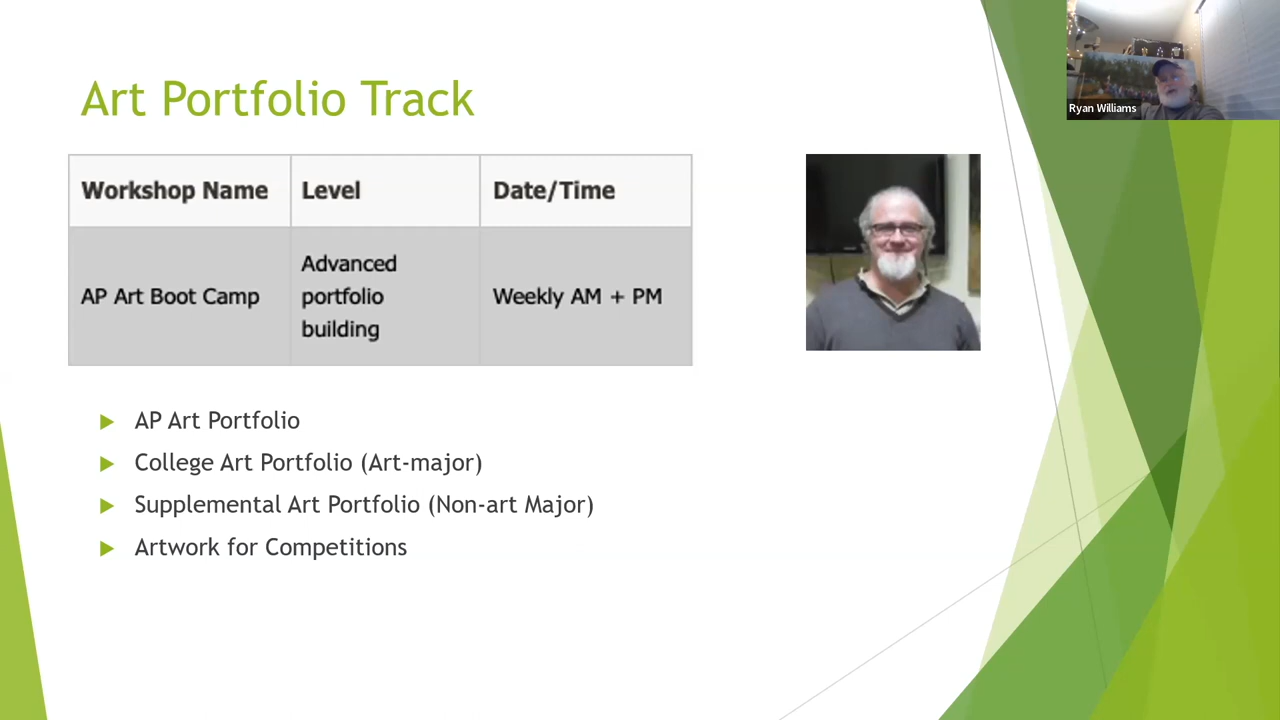 Art Portfolio Track
Ryan Williams
Workshop Name
Level
Date/Time
AP Art Boot Camp
Advanced
portfolio
building
Weekly AM + PM
AP Art Portfolio
College Art Portfolio (Art-major)
Supplemental Art Portfolio (Non-art Major)
Artwork for Competitions